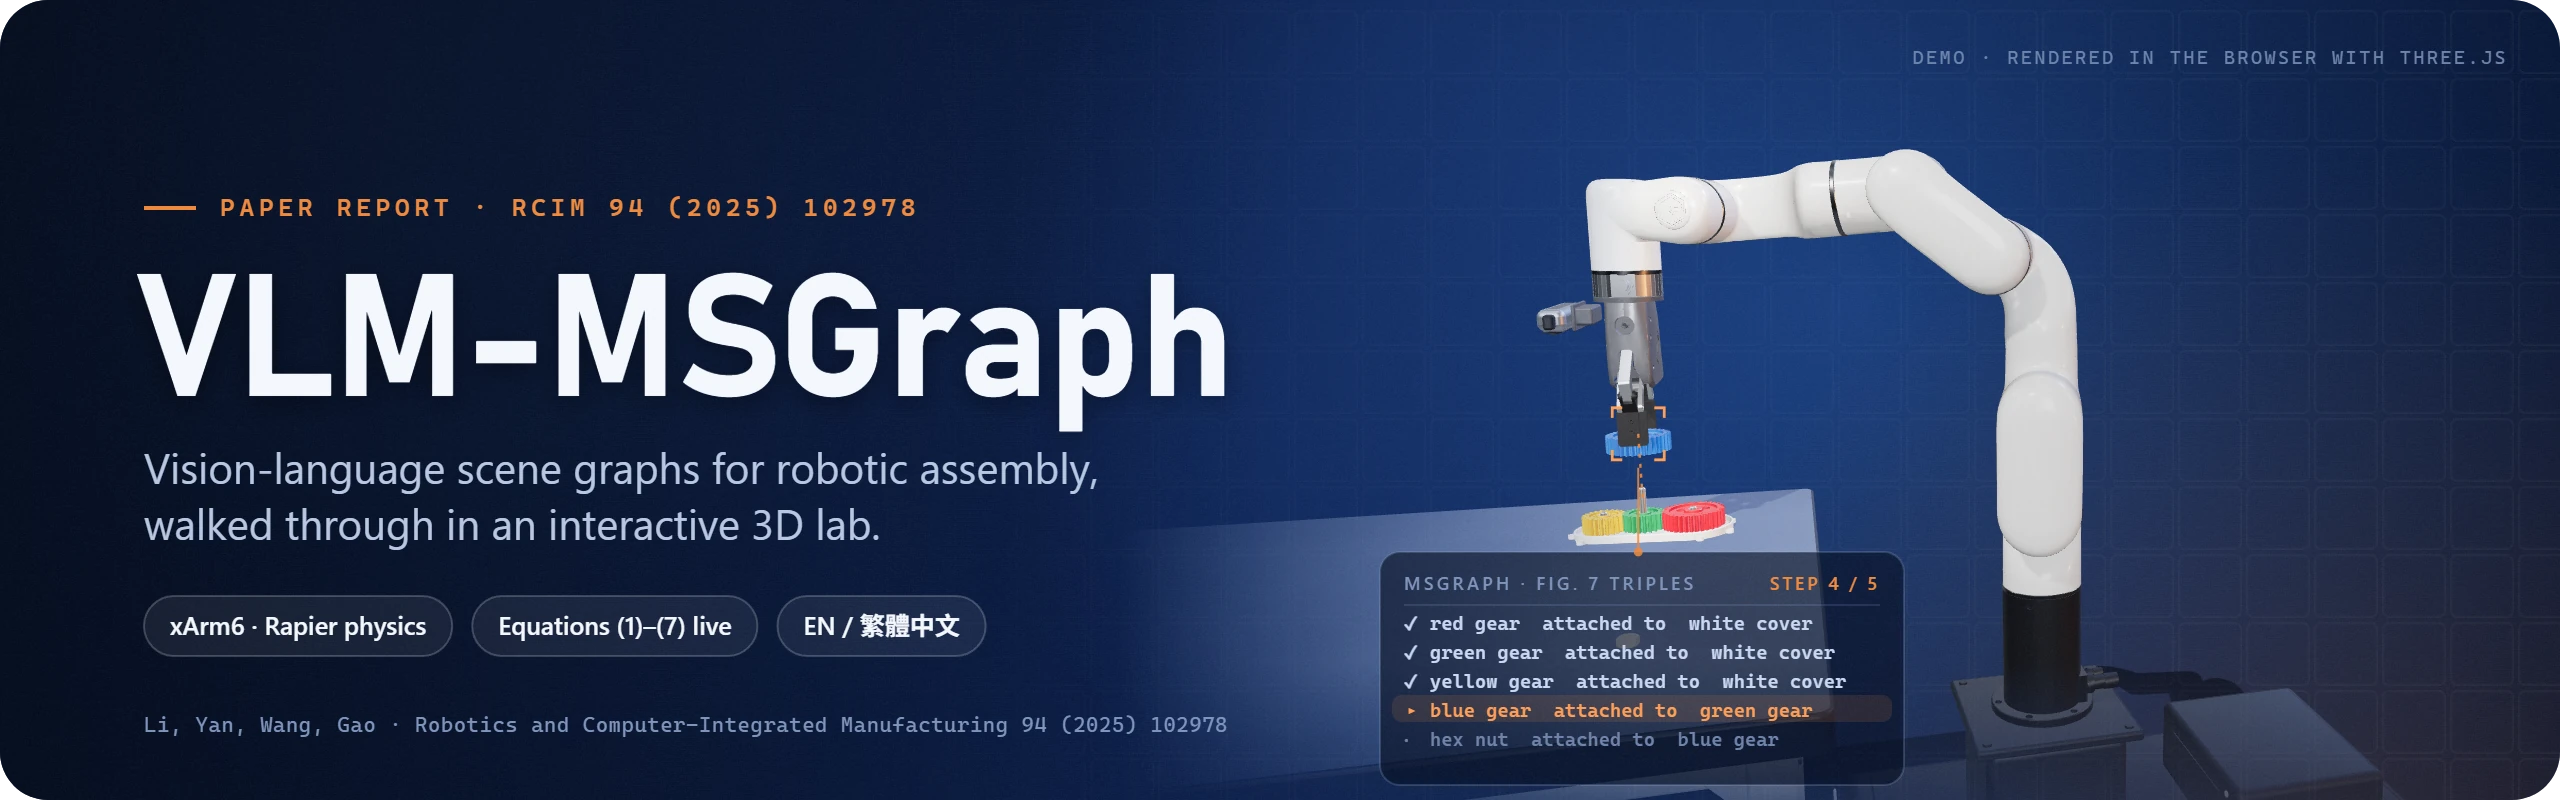 DEMO · RENDERED IN THE BROWSER WITH THREE.JS
PAPER REPORT · RCIM 94 (2025) 102978
VLM-MSGraph
Vision-language scene graphs for robotic assembly,
walked through in an interactive 3D lab.
xArm6 · Rapier physics
Equations (1)–(7) live
EN / 繁體中文
Li, Yan, Wang, Gao · Robotics and Computer-Integrated Manufacturing 94 (2025) 102978
MSGRAPH · FIG. 7 TRIPLES STEP 4 / 5
✓ red gear attached to white cover
✓ green gear attached to white cover
✓ yellow gear attached to white cover
▸ blue gear attached to green gear
· hex nut attached to blue gear